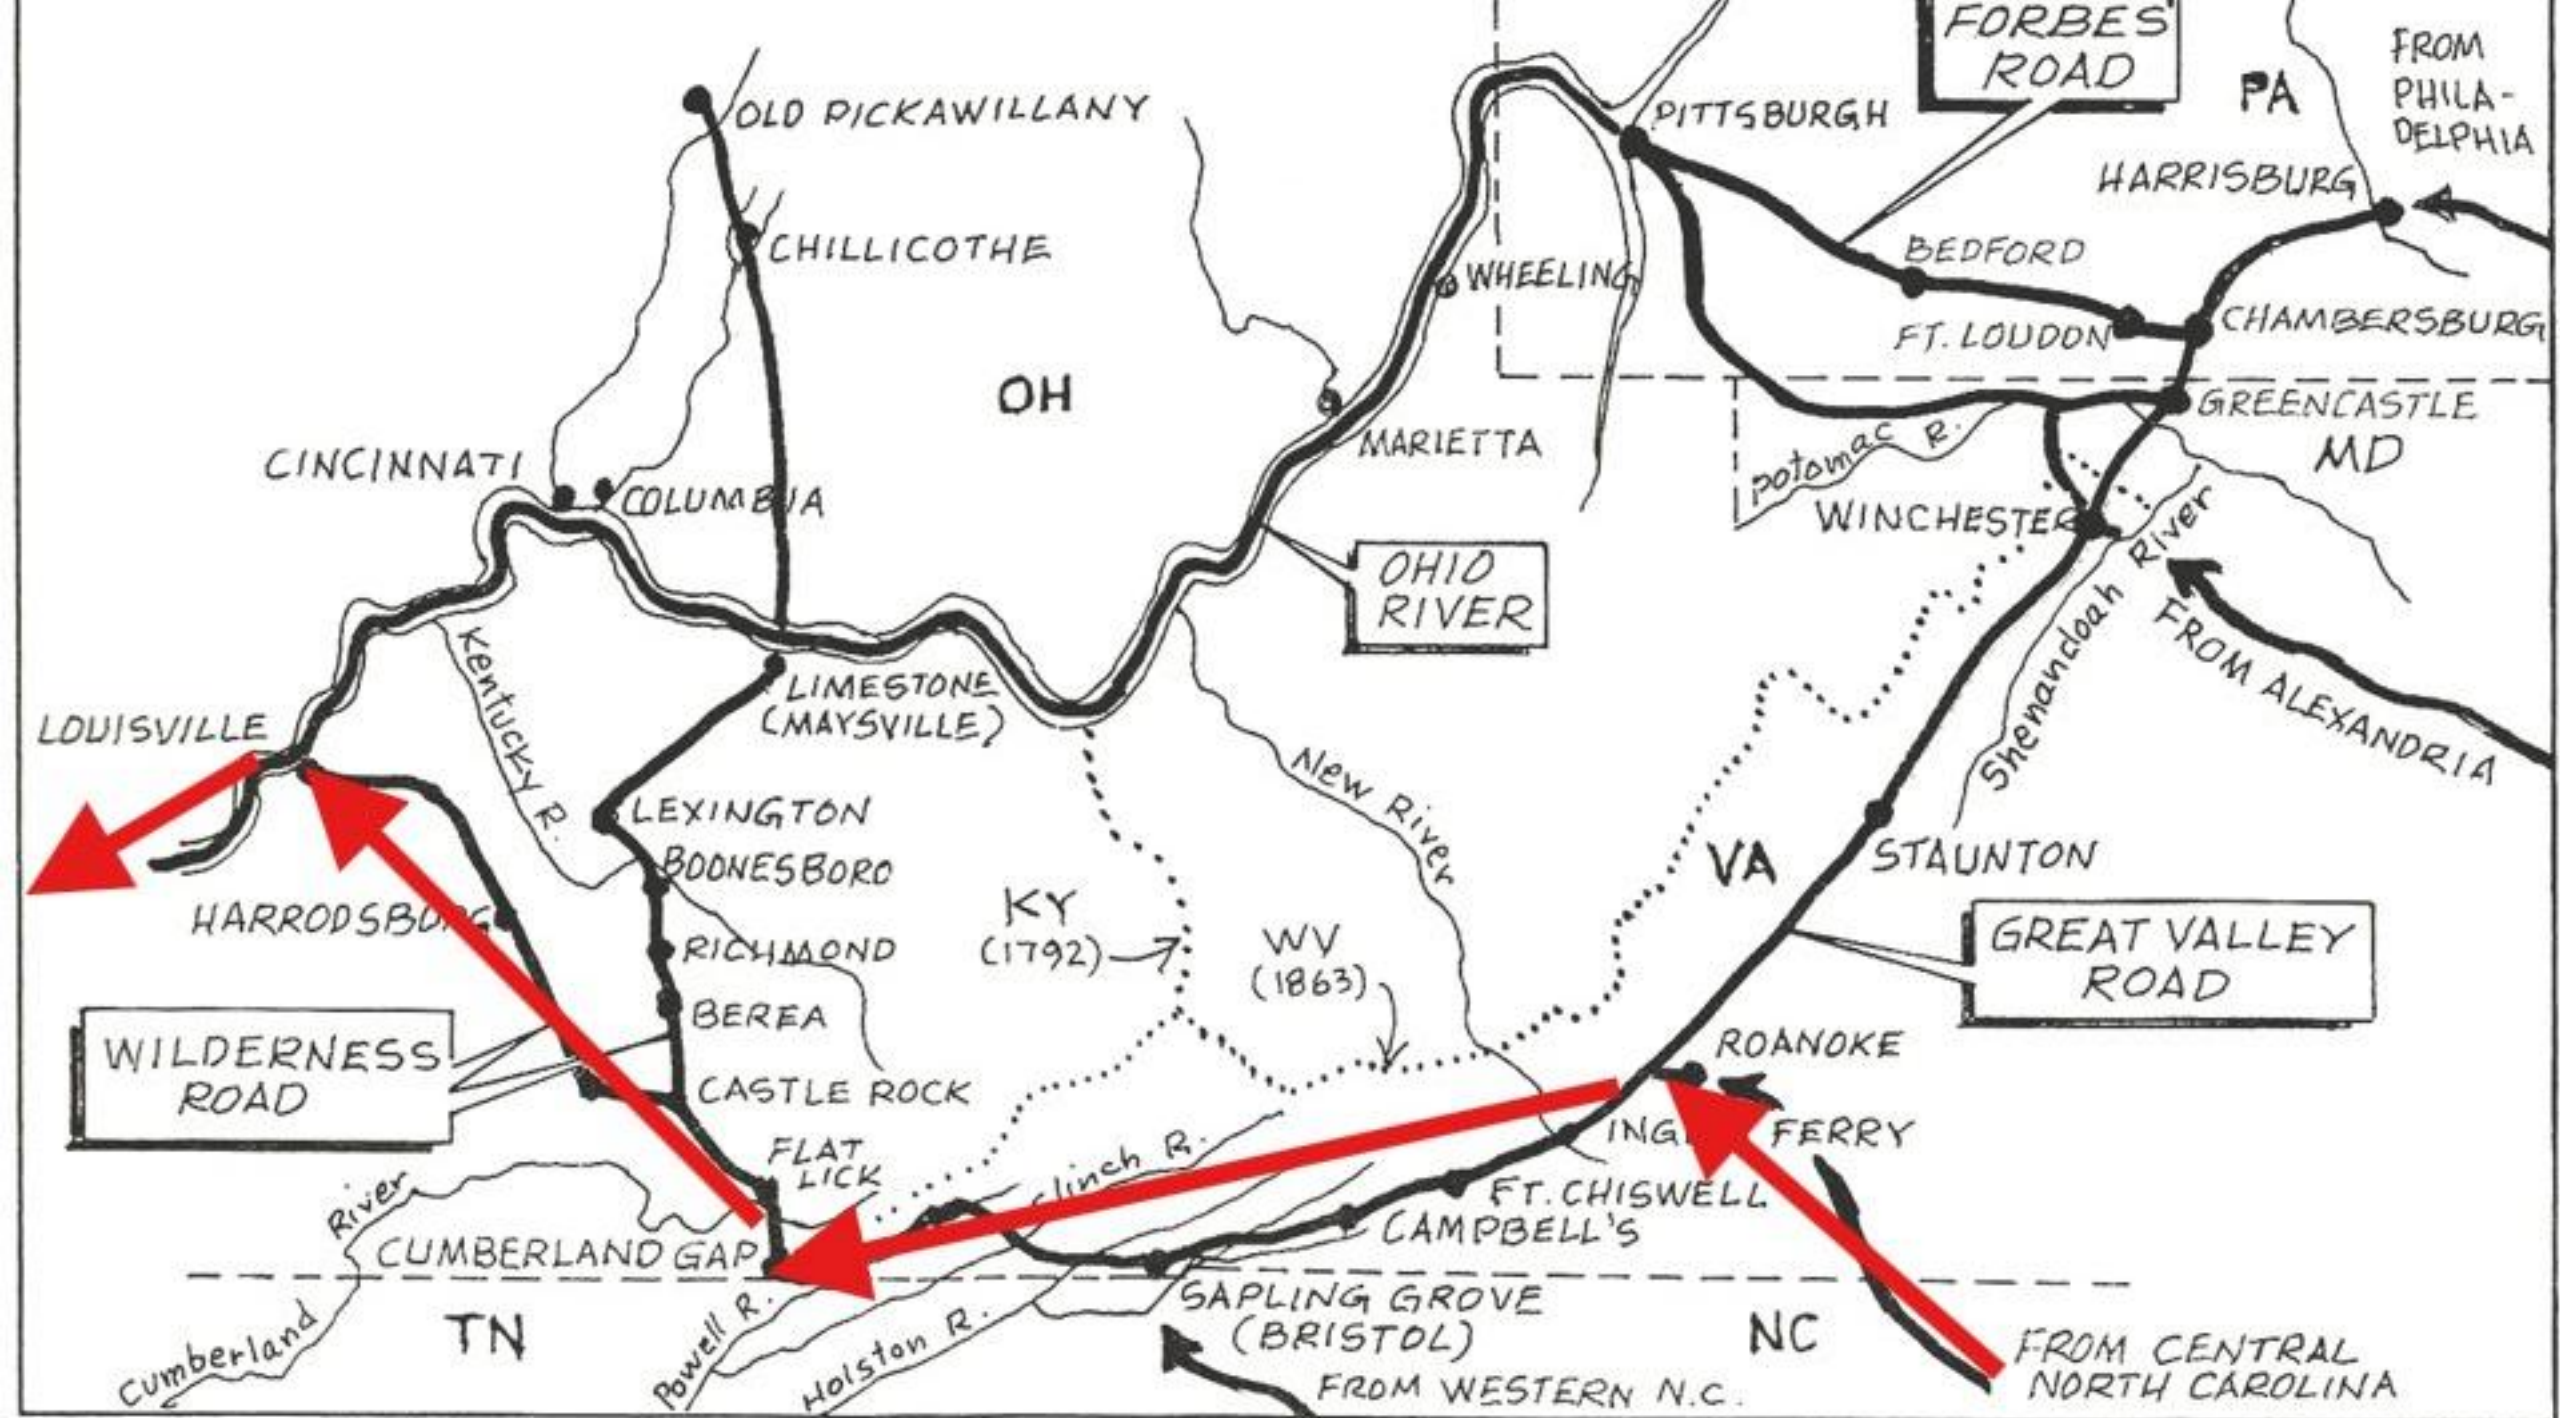 FORBES'
ROAD
PA
FROM
PHILA-
DELPHIA
OLD PICKAWILLANY
PITTSBURGH
HARRISBURG
CHILLICOTHE
BEDFORD
WHEELING
FT. LOUDON
CHAMBERSBURG
OH
GREENCASTLE
MD
MARIETTA
Potomac R.
CINCINNATI
COLUMBIA
WINCHESTER
OHIO
RIVER
Shenandoah River
FROM ALEXANDRIA
Kentucky R.
LIMESTONE
(MAYSVILLE)
LOUISVILLE
New River
LEXINGTON
BOONESBORO
VA
STAUNTON
HARRODSBURG
KY
(1792)
WV
(1863)
GREAT VALLEY
ROAD
RICHMOND
BEREA
WILDERNESS
ROAD
ROANOKE
CASTLE ROCK
ING
FERRY
FLAT
LICK
Clinch R.
FT. CHISWELL
CAMPBELL'S
CUMBERLAND GAP
Cumberland River
TN
Powell R.
Holston R.
SAPLING GROVE
(BRISTOL)
NC
FROM WESTERN N.C.
FROM CENTRAL
NORTH CAROLINA